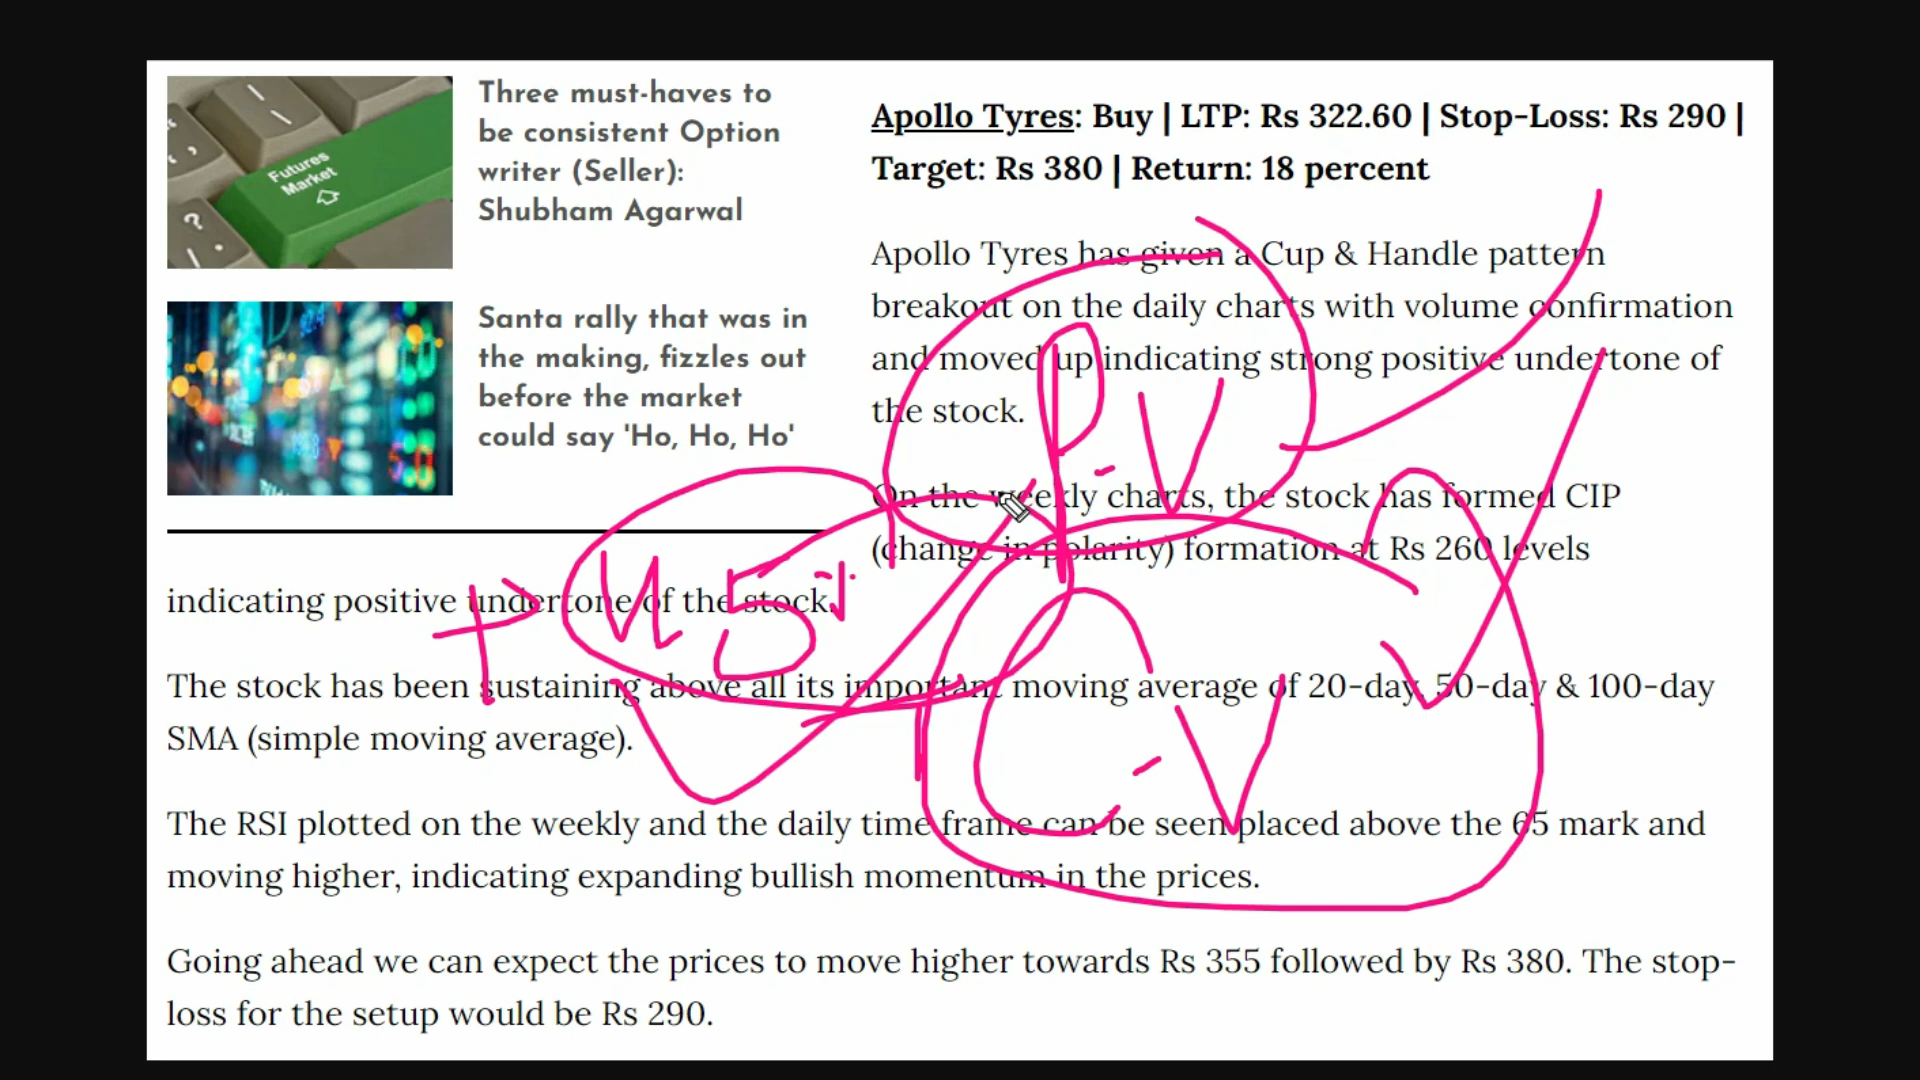 Three must-haves to
be consistent Option
writer (Seller):
Shubham Agarwal
Futures
Market
Santa rally that was in
the making, fizzles out
before the market
could say 'Ho, Ho, Ho'
Apollo Tyres: Buy | LTP: Rs 322.60 | Stop-Loss: Rs 290 |
Target: Rs 380 | Return: 18 percent
Apollo Tyres has given a Cup & Handle pattern
breakout on the daily charts with volume confirmation
and moved up indicating strong positive undertone of
the stock.
On the weekly charts, the stock has formed CIP
(change in polarity) formation at Rs 260 levels
indicating positive undertone of the stock.
The stock has been sustaining above all its important moving average of 20-day, 50-day & 100-day
SMA (simple moving average).
The RSI plotted on the weekly and the daily time frame can be seen placed above the 65 mark and
moving higher, indicating expanding bullish momentum in the prices.
Going ahead we can expect the prices to move higher towards Rs 355 followed by Rs 380. The stop-
loss for the setup would be Rs 290.
P-V
C-V